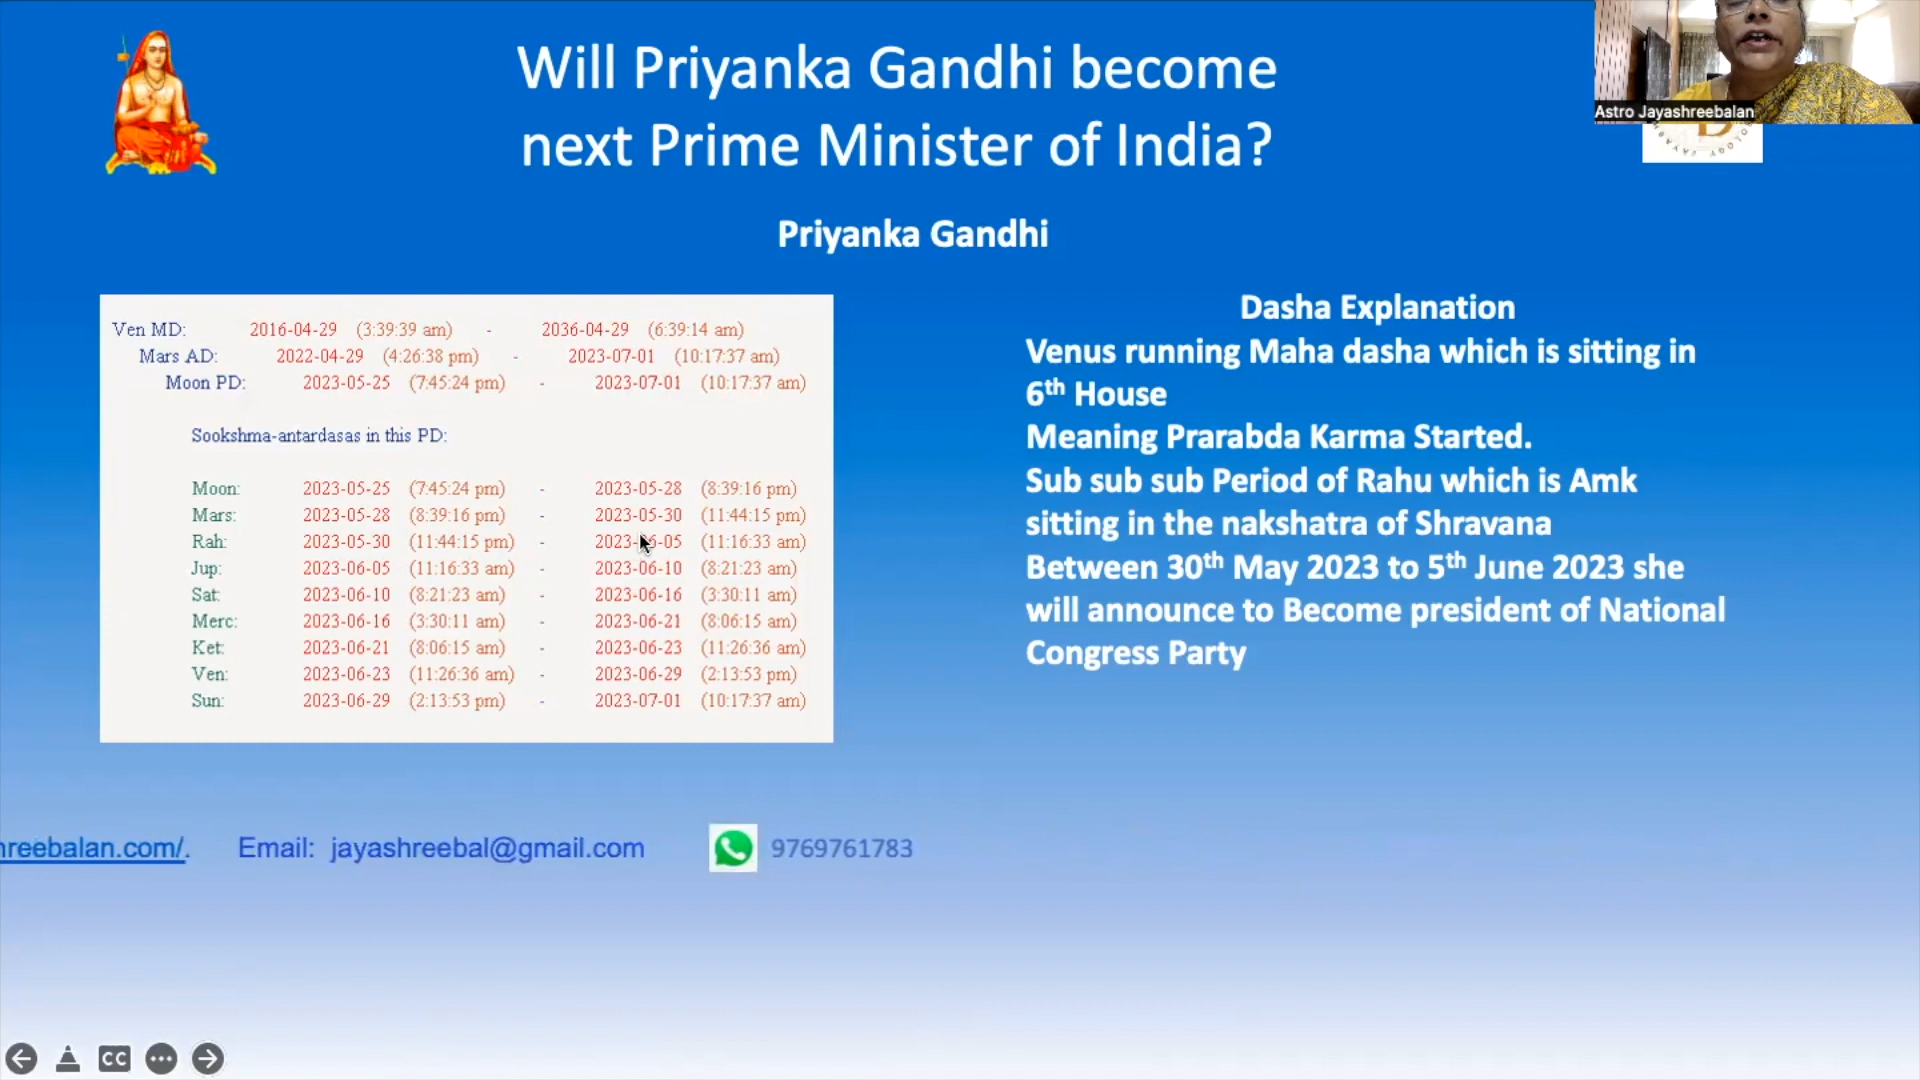 Will Priyanka Gandhi become
next Prime Minister of India?
Astro Jayashreebalan
Priyanka Gandhi
Ven MD: 2016-04-29 (3:39:39 am) - 2036-04-29 (6:39:14 am)
Mars AD: 2022-04-29 (4:26:38 pm) - 2023-07-01 (10:17:37 am)
Moon PD: 2023-05-25 (7:45:24 pm) - 2023-07-01 (10:17:37 am)
Sookshma-antardasas in this PD:
Moon: 2023-05-25 (7:45:24 pm) - 2023-05-28 (8:39:16 pm)
Mars: 2023-05-28 (8:39:16 pm) - 2023-05-30 (11:44:15 pm)
Rah: 2023-05-30 (11:44:15 pm) - 2023-06-05 (11:16:33 am)
Jup: 2023-06-05 (11:16:33 am) - 2023-06-10 (8:21:23 am)
Sat: 2023-06-10 (8:21:23 am) - 2023-06-16 (3:30:11 am)
Merc: 2023-06-16 (3:30:11 am) - 2023-06-21 (8:06:15 am)
Ket: 2023-06-21 (8:06:15 am) - 2023-06-23 (11:26:36 am)
Ven: 2023-06-23 (11:26:36 am) - 2023-06-29 (2:13:53 pm)
Sun: 2023-06-29 (2:13:53 pm) - 2023-07-01 (10:17:37 am)
Dasha Explanation
Venus running Maha dasha which is sitting in
6th House
Meaning Prarabda Karma Started.
Sub sub sub Period of Rahu which is Amk
sitting in the nakshatra of Shravana
Between 30th May 2023 to 5th June 2023 she
will announce to Become president of National
Congress Party
hreebalan.com/. Email: jayashreebal@gmail.com 9769761783
CC